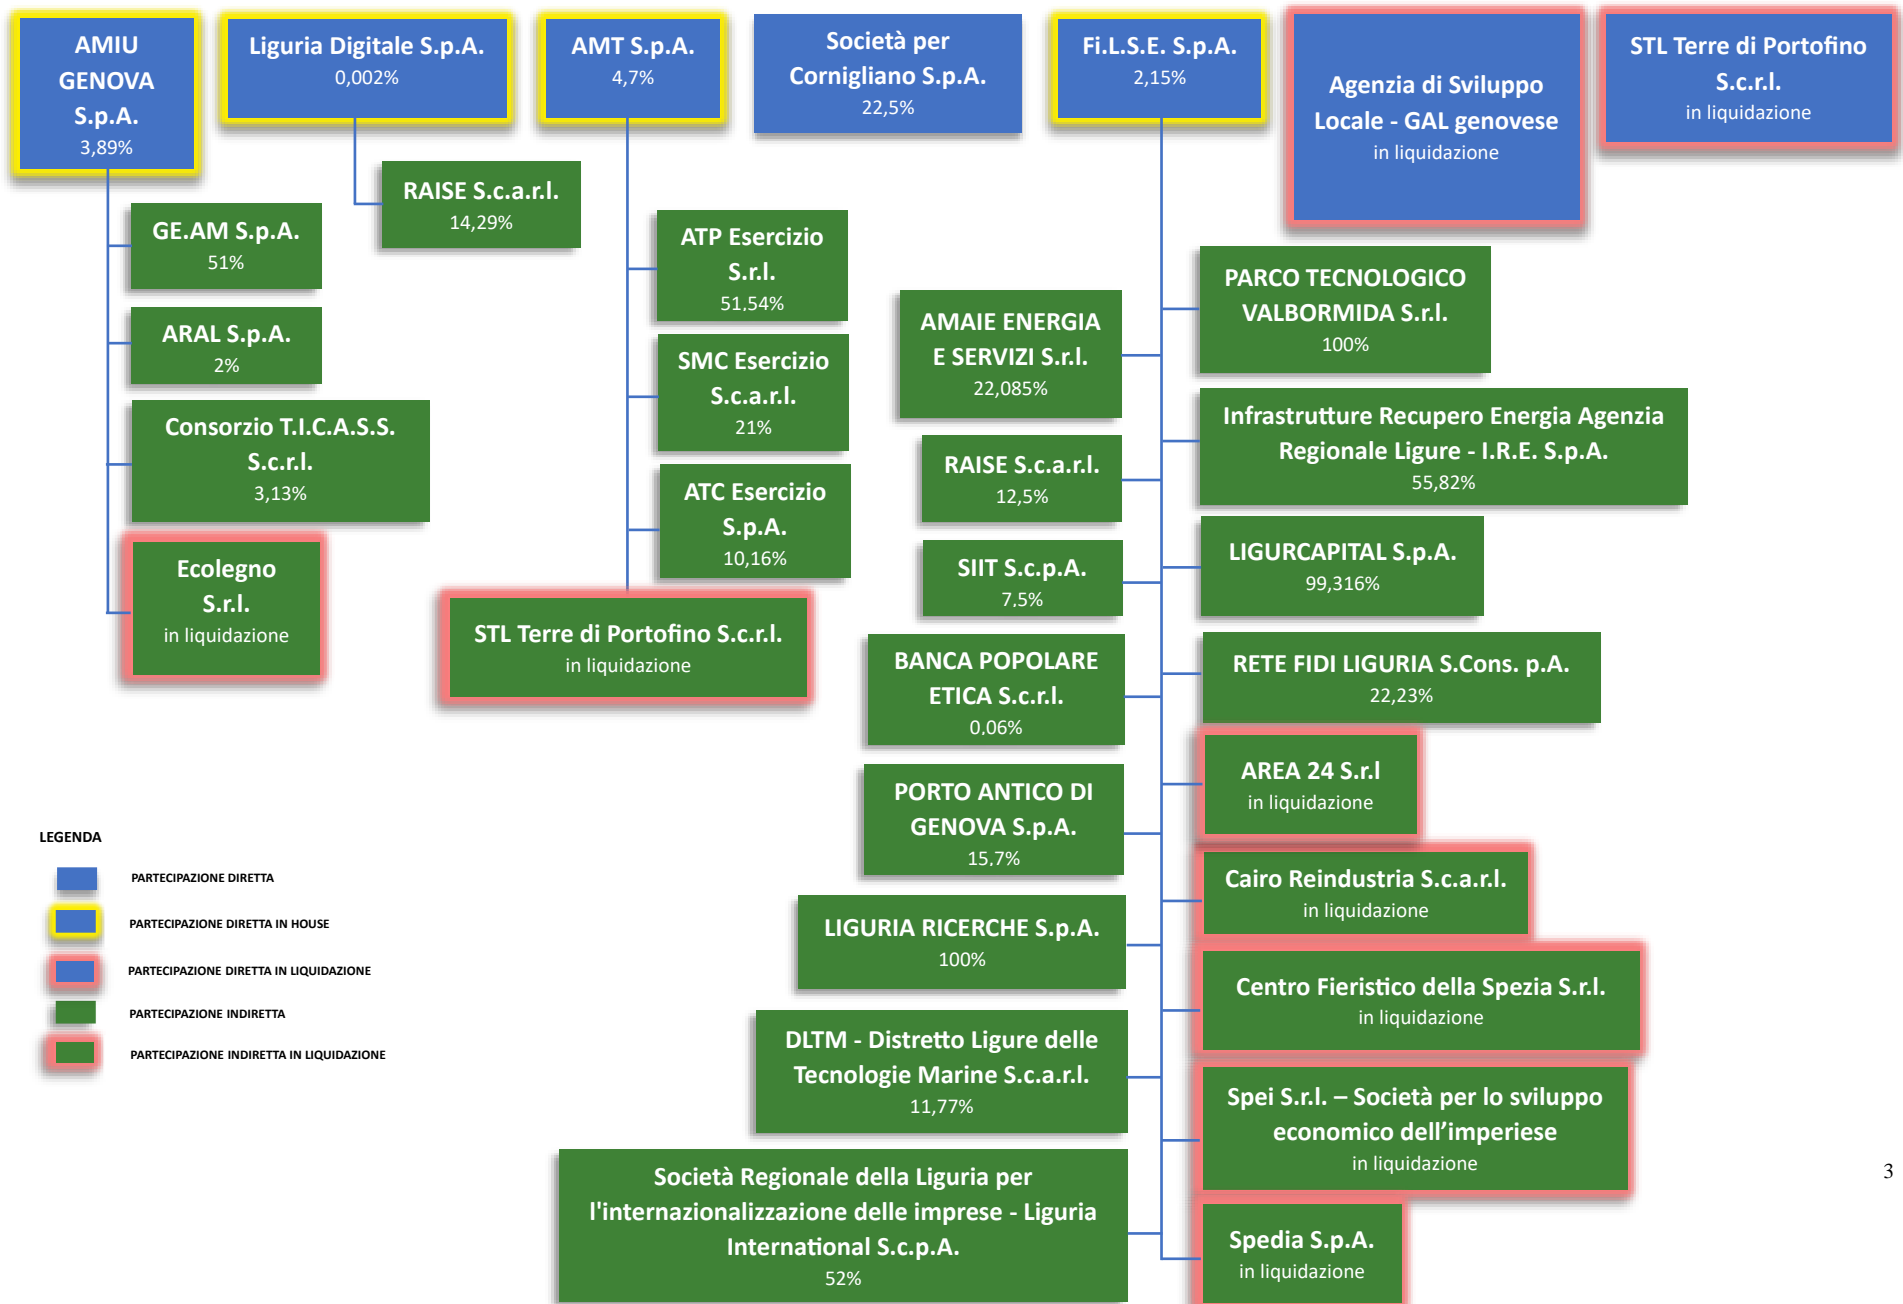 AMIU
GENOVA
S.p.A.
3,89%
Liguria Digitale S.p.A.
0,002%
AMT S.p.A.
4,7%
Società per
Cornigliano S.p.A.
22,5%
Fi.L.S.E. S.p.A.
2,15%
Agenzia di Sviluppo
Locale - GAL genovese
in liquidazione
STL Terre di Portofino
S.c.r.l.
in liquidazione
GE.AM S.p.A.
51%
ARAL S.p.A.
2%
Consorzio T.I.C.A.S.S.
S.c.r.l.
3,13%
Ecolegno
S.r.l.
in liquidazione
RAISE S.c.a.r.l.
14,29%
ATP Esercizio
S.r.l.
51,54%
SMC Esercizio
S.c.a.r.l.
21%
ATC Esercizio
S.p.A.
10,16%
STL Terre di Portofino S.c.r.l.
in liquidazione
AMAIE ENERGIA
E SERVIZI S.r.l.
22,085%
RAISE S.c.a.r.l.
12,5%
SIIT S.c.p.A.
7,5%
BANCA POPOLARE
ETICA S.c.r.l.
0,06%
PORTO ANTICO DI
GENOVA S.p.A.
15,7%
LIGURIA RICERCHE S.p.A.
100%
DLTM - Distretto Ligure delle
Tecnologie Marine S.c.a.r.l.
11,77%
Società Regionale della Liguria per
l'internazionalizzazione delle imprese - Liguria
International S.c.p.A.
52%
PARCO TECNOLOGICO
VALBORMIDA S.r.l.
100%
Infrastrutture Recupero Energia Agenzia
Regionale Ligure - I.R.E. S.p.A.
55,82%
LIGURCAPITAL S.p.A.
99,316%
RETE FIDI LIGURIA S.Cons. p.A.
22,23%
AREA 24 S.r.l
in liquidazione
Cairo Reindustria S.c.a.r.l.
in liquidazione
Centro Fieristico della Spezia S.r.l.
in liquidazione
Spei S.r.l. – Società per lo sviluppo
economico dell’imperiese
in liquidazione
Spedia S.p.A.
in liquidazione
LEGENDA
PARTECIPAZIONE DIRETTA
PARTECIPAZIONE DIRETTA IN HOUSE
PARTECIPAZIONE DIRETTA IN LIQUIDAZIONE
PARTECIPAZIONE INDIRETTA
PARTECIPAZIONE INDIRETTA IN LIQUIDAZIONE
3